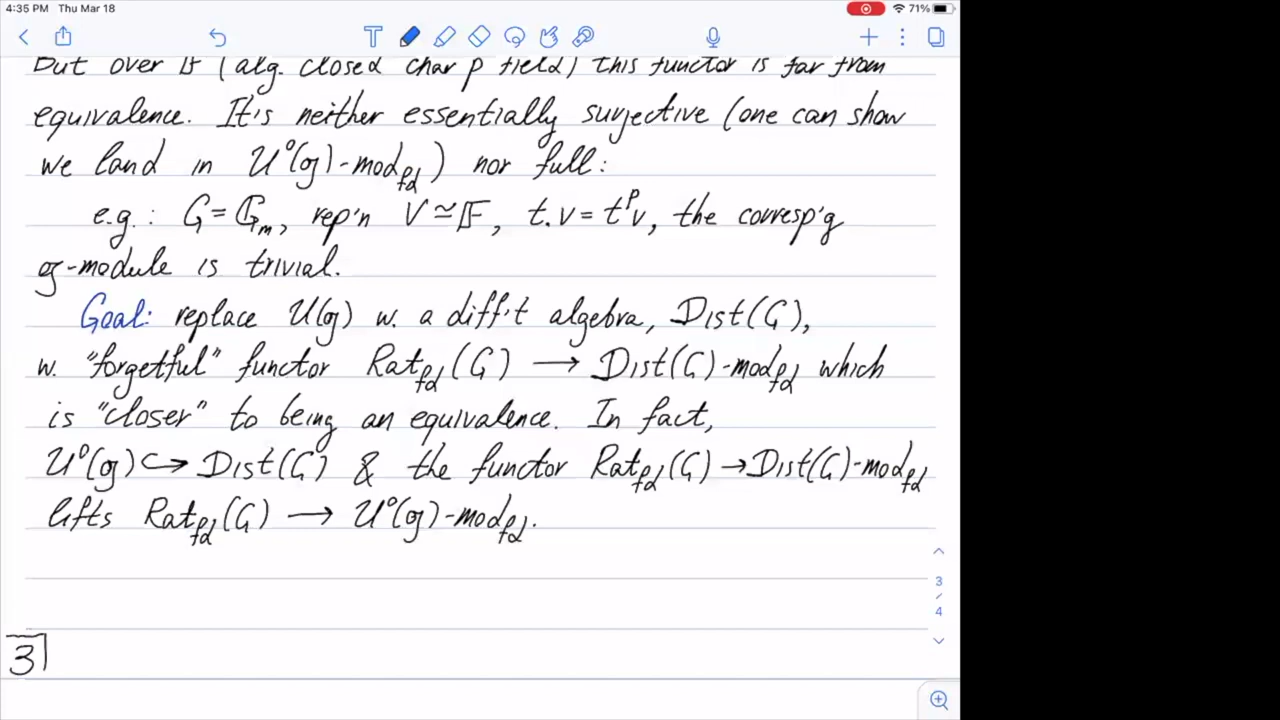 4:35 PM Thu Mar 18
71%
But over 𝔽 (alg. closed char p field) this functor is far from
equivalence. It's neither essentially surjective (one can show
we land in U⁰(𝔤)-mod_fd) nor full:
e.g.: G = 𝔾ₘ, rep'n V ≃ 𝔽, t.v = tᵖv, the corresp'g
𝔤-module is trivial.
Goal: replace U(𝔤) w. a diff't algebra, Dist(G),
w. "forgetful" functor Rat_fd(G) → Dist(G)-mod_fd which
is "closer" to being an equivalence. In fact,
U⁰(𝔤) ↪ Dist(G) & the functor Rat_fd(G) → Dist(G)-mod_fd
lifts Rat_fd(G) → U⁰(𝔤)-mod_fd.
3
/
4
3